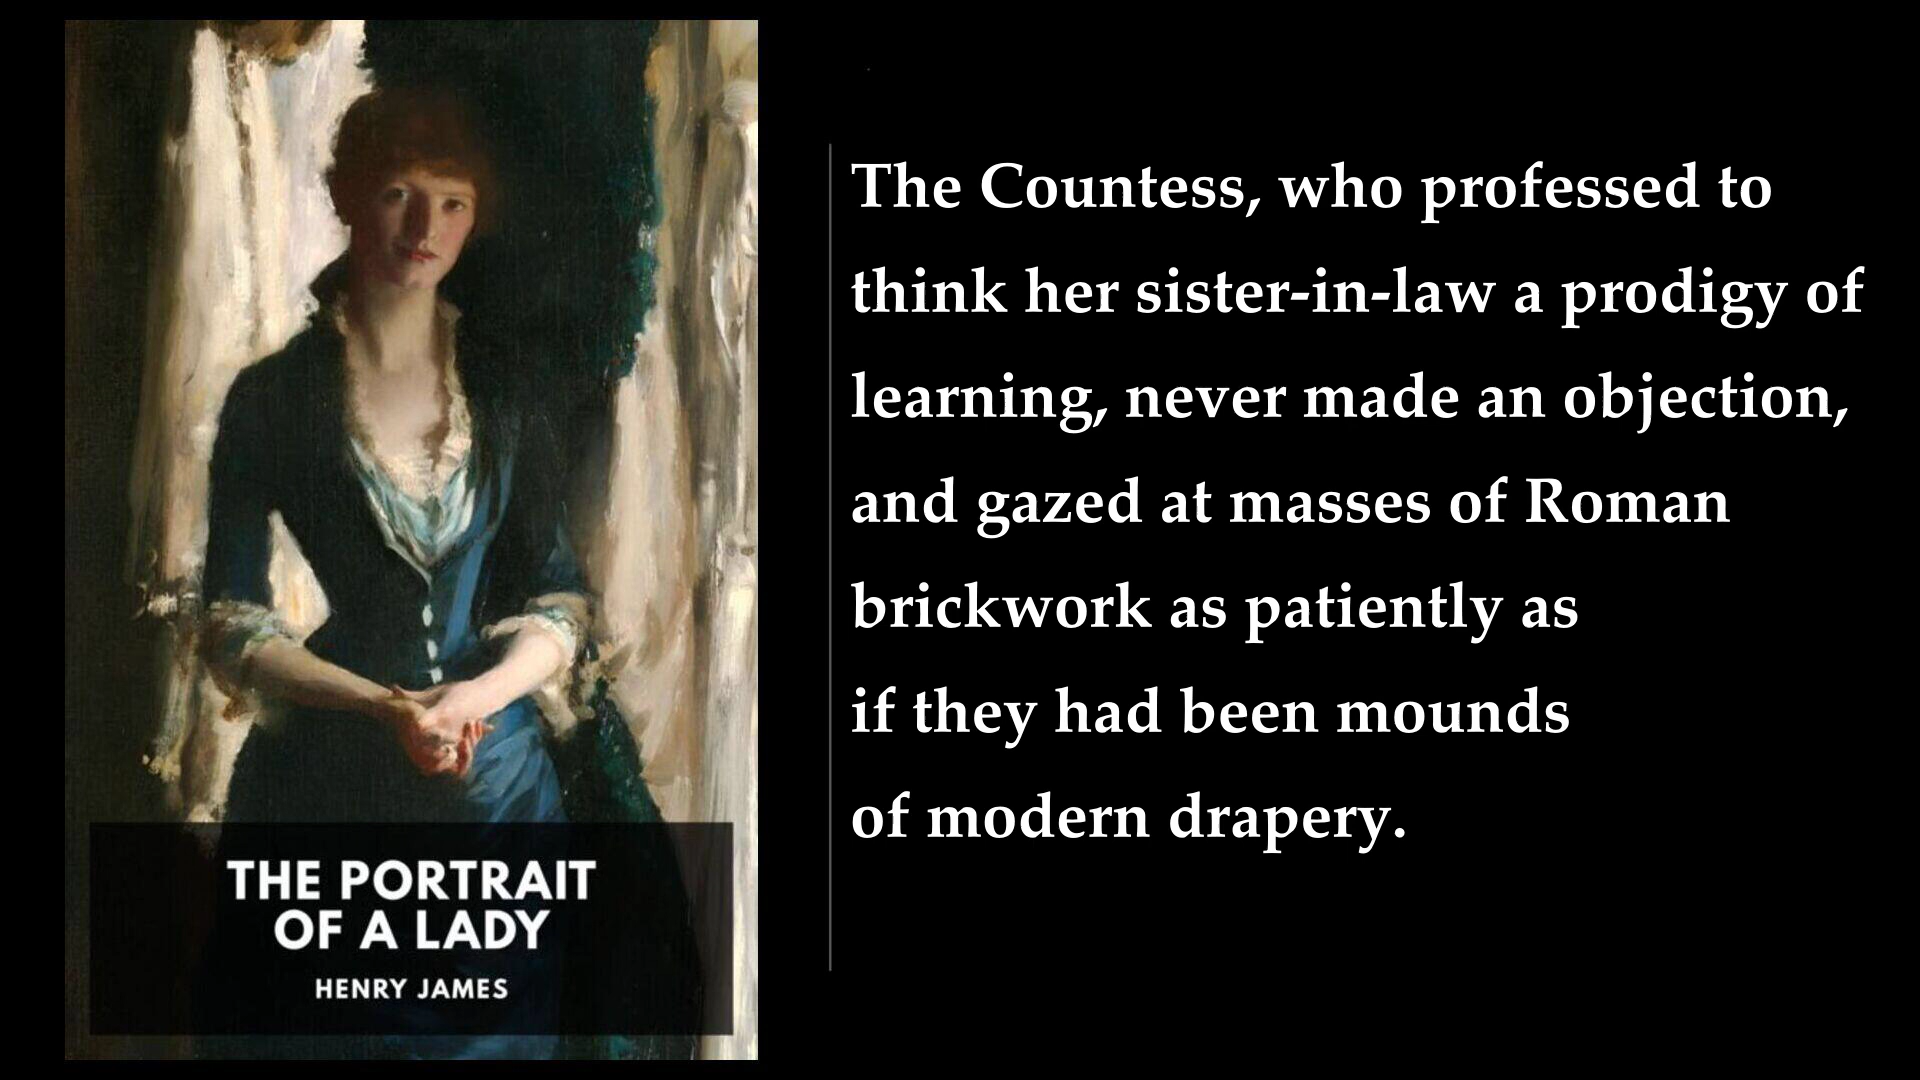 THE PORTRAIT
OF A LADY
HENRY JAMES
The Countess, who professed to
think her sister-in-law a prodigy of
learning, never made an objection,
and gazed at masses of Roman
brickwork as patiently as
if they had been mounds
of modern drapery.